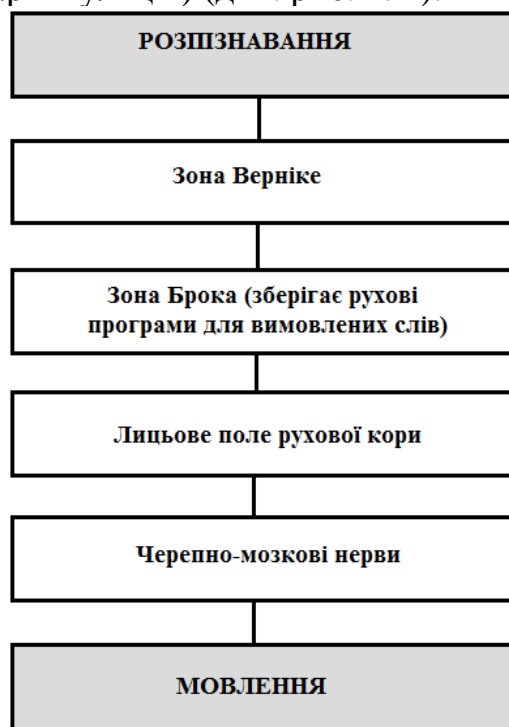 РОЗПІЗНАВАННЯ
Зона Верніке
Зона Брока (зберігає рухові
програми для вимовлених слів)
Лицьове поле рухової кори
Черепно-мозкові нерви
МОВЛЕННЯ